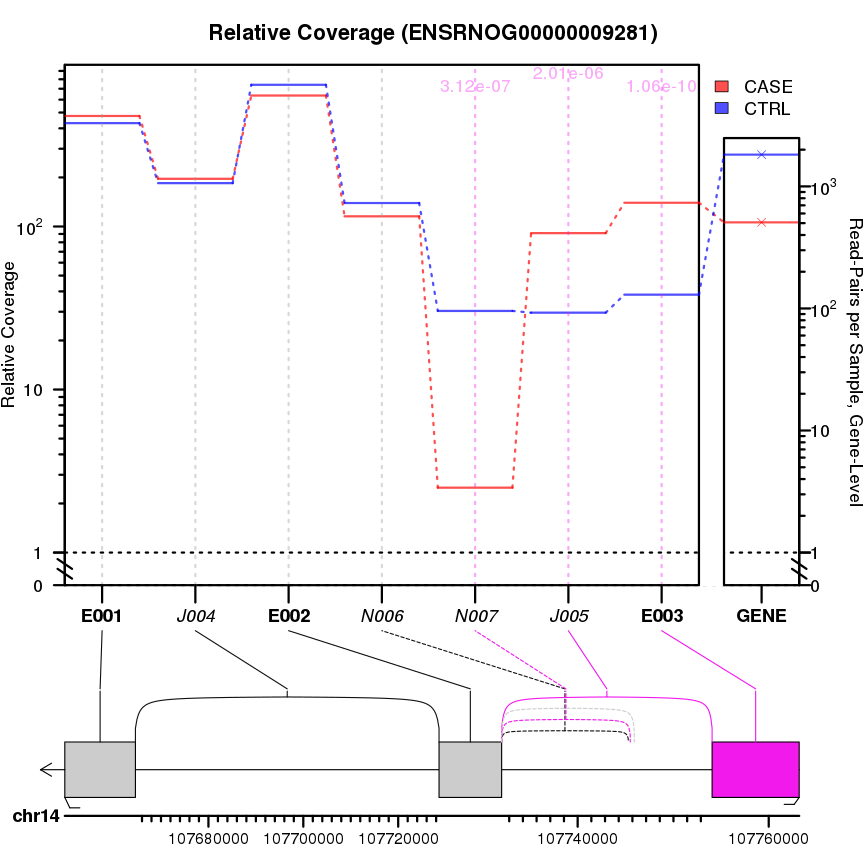 Relative Coverage (ENSRNOG00000009281)
3.12e-07
2.01e-06
1.06e-10
CASE
CTRL
10²
10
1
0
Relative Coverage
10³
10²
10
1
0
Read-Pairs per Sample, Gene-Level
E001 J004 E002 N006 N007 J005 E003 GENE
chr14
107680000 107700000 107720000 107740000 107760000